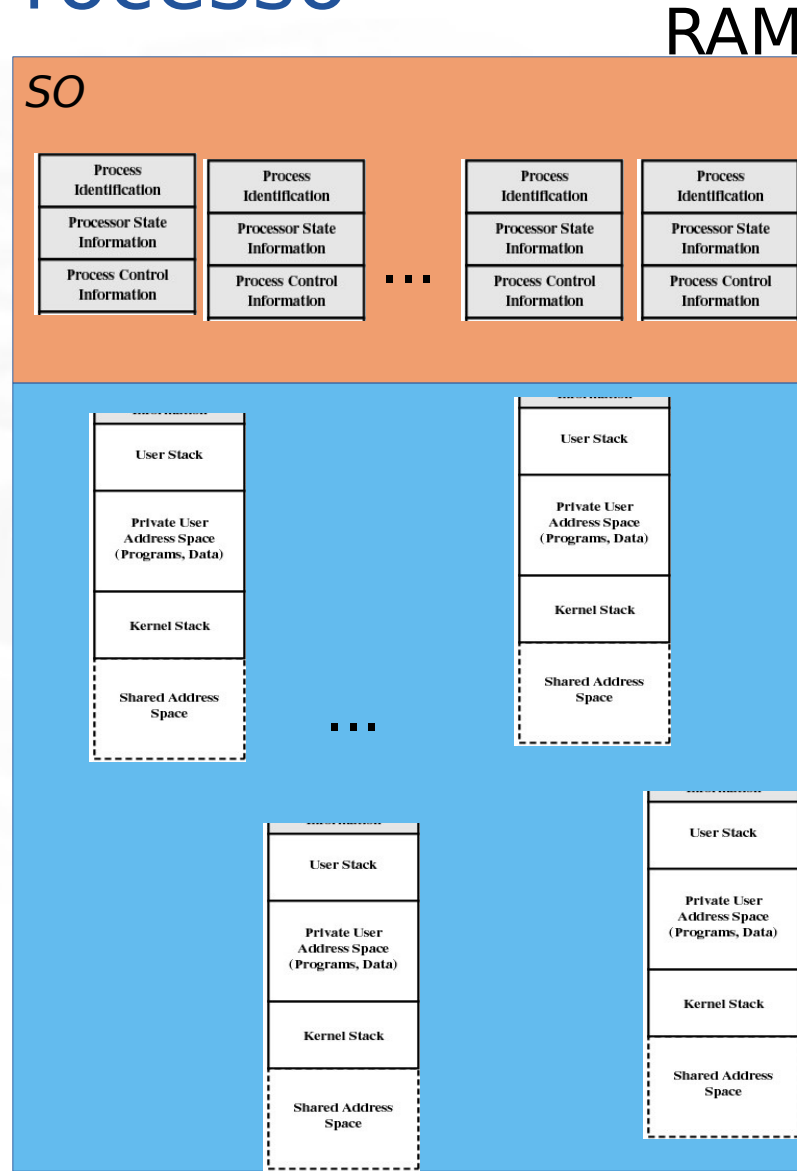 RAM
SO
Process
Identification
Processor State
Information
Process Control
Information
Process
Identification
Processor State
Information
Process Control
Information
...
Process
Identification
Processor State
Information
Process Control
Information
Process
Identification
Processor State
Information
Process Control
Information
User Stack
Private User
Address Space
(Programs, Data)
Kernel Stack
Shared Address
Space
...
User Stack
Private User
Address Space
(Programs, Data)
Kernel Stack
Shared Address
Space
User Stack
Private User
Address Space
(Programs, Data)
Kernel Stack
Shared Address
Space
User Stack
Private User
Address Space
(Programs, Data)
Kernel Stack
Shared Address
Space